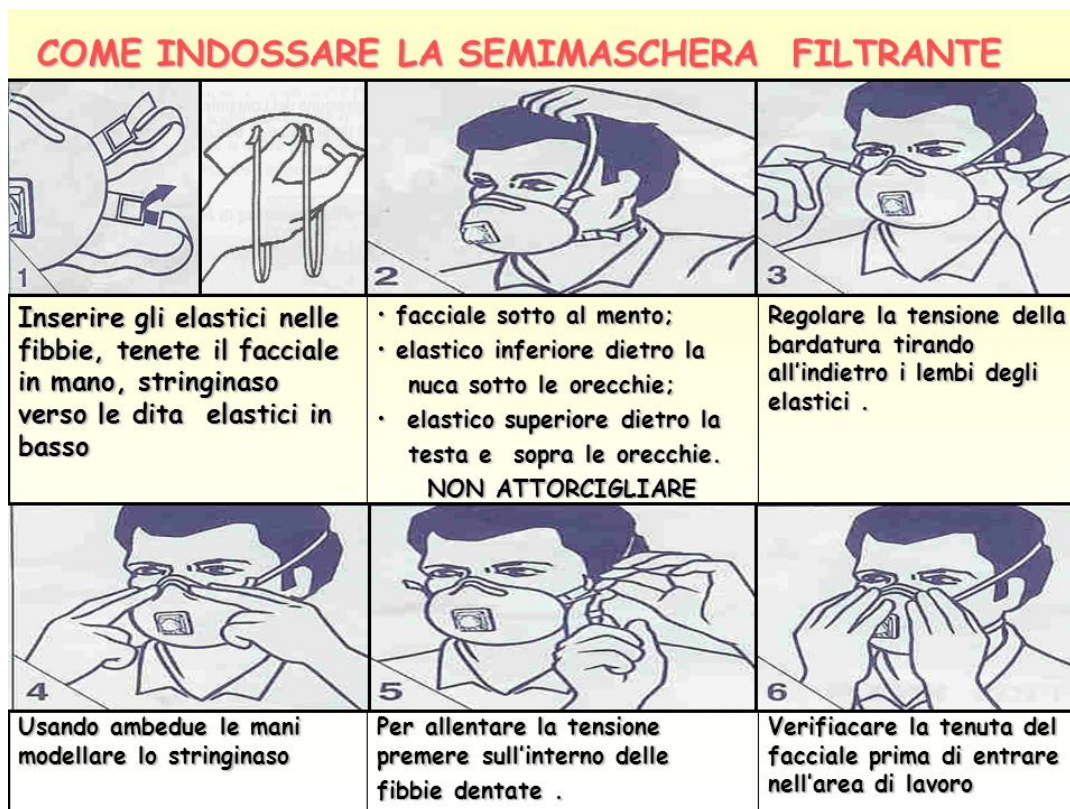 COME INDOSSARE LA SEMIMASCHERA FILTRANTE
1
Inserire gli elastici nelle
fibbie, tenete il facciale
in mano, stringinaso
verso le dita elastici in
basso
2
• facciale sotto al mento;
• elastico inferiore dietro la
nuca sotto le orecchie;
• elastico superiore dietro la
testa e sopra le orecchie.
NON ATTORCIGLIARE
3
Regolare la tensione della
bardatura tirando
all'indietro i lembi degli
elastici .
4
Usando ambedue le mani
modellare lo stringinaso
5
Per allentare la tensione
premere sull'interno delle
fibbie dentate .
6
Verifiacare la tenuta del
facciale prima di entrare
nell'area di lavoro